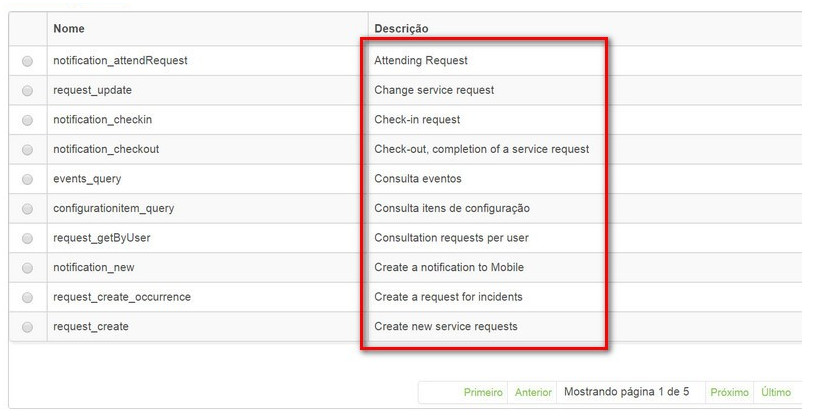 Nome Descrição
notification_attendRequest Attending Request
request_update Change service request
notification_checkin Check-in request
notification_checkout Check-out, completion of a service request
events_query Consulta eventos
configurationitem_query Consulta itens de configuração
request_getByUser Consultation requests per user
notification_new Create a notification to Mobile
request_create_occurrence Create a request for incidents
request_create Create new service requests
Primeiro Anterior Mostrando página 1 de 5 Próximo Último